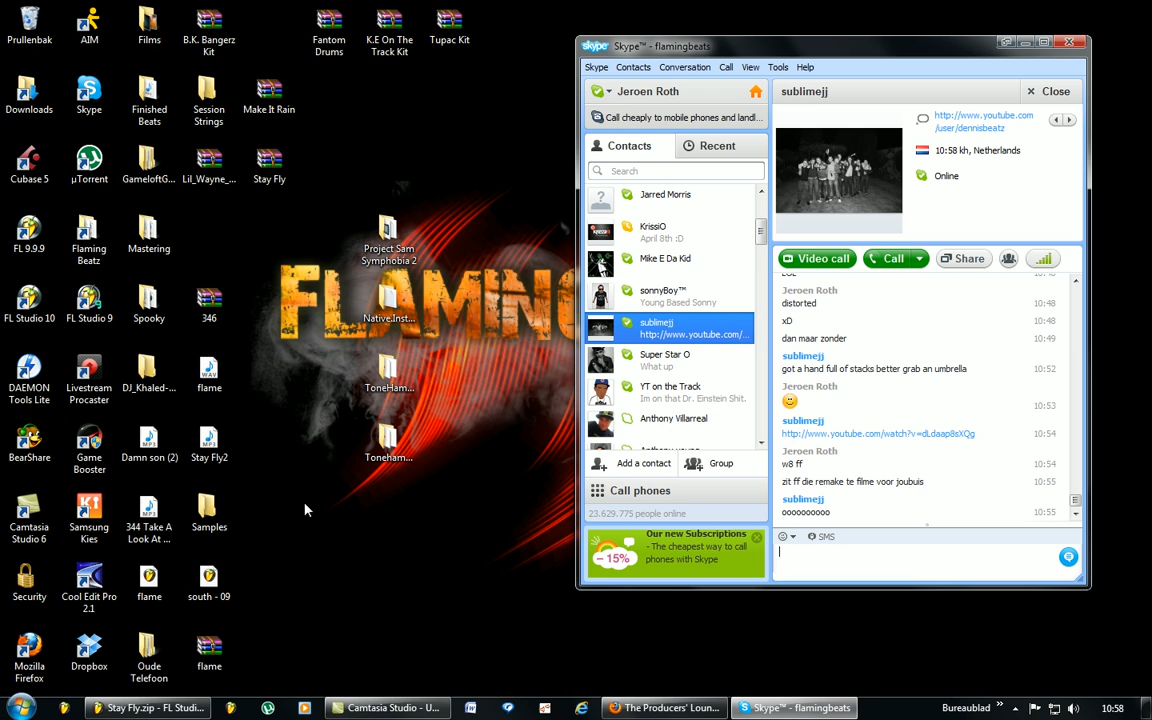 Prullenbak
AIM
Films
B.K. Bangerz
Kit
Fantom
Drums
K.E On The
Track Kit
Tupac Kit
Downloads
Skype
Finished
Beats
Session
Strings
Make It Rain
Cubase 5
µTorrent
GameloftG...
Lil_Wayne_...
Stay Fly
FL 9.9.9
Flaming
Beatz
Mastering
Project Sam
Symphobia 2
FL Studio 10
FL Studio 9
Spooky
346
Native.Inst...
FLAMING
DAEMON
Tools Lite
Livestream
Procaster
DJ_Khaled-...
flame
ToneHam...
BearShare
Game
Booster
Damn son (2)
Stay Fly2
Toneham...
Camtasia
Studio 6
Samsung
Kies
344 Take A
Look At ...
Samples
Security
Cool Edit Pro
2.1
flame
south - 09
Mozilla
Firefox
Dropbox
Oude
Telefoon
flame
Skype™ - flamingbeats
Skype Contacts Conversation Call View Tools Help
Jeroen Roth
Call cheaply to mobile phones and landl...
Contacts
Recent
Search
Jarred Morris
KrissiO
April 8th :D
Mike E Da Kid
sonnyBoy™
Young Based Sonny
sublimejj
http://www.youtube.com/...
Super Star O
What up
YT on the Track
Im on that Dr. Einstein Shit.
Anthony Villarreal
Add a contact
Group
Call phones
23.629.775 people online
Our new Subscriptions
- The cheapest way to call
phones with Skype
– 15%
sublimejj
Close
http://www.youtube.com
/user/dennisbeatz
10:58 kh, Netherlands
Online
Video call
Call
Share
Jeroen Roth
distorted 10:48
xD 10:48
dan maar zonder 10:49
sublimejj
got a hand full of stacks better grab an umbrella 10:52
Jeroen Roth
10:53
sublimejj
http://www.youtube.com/watch?v=dLdaap8sXQg 10:54
Jeroen Roth
w8 ff 10:54
zit ff die remake te filme voor joubuis 10:55
sublimejj
oooooooooo 10:55
SMS
Stay Fly.zip - FL Studi...
Camtasia Studio - U...
The Producers' Loun...
Skype™ - flamingbeats
Bureaublad
10:58